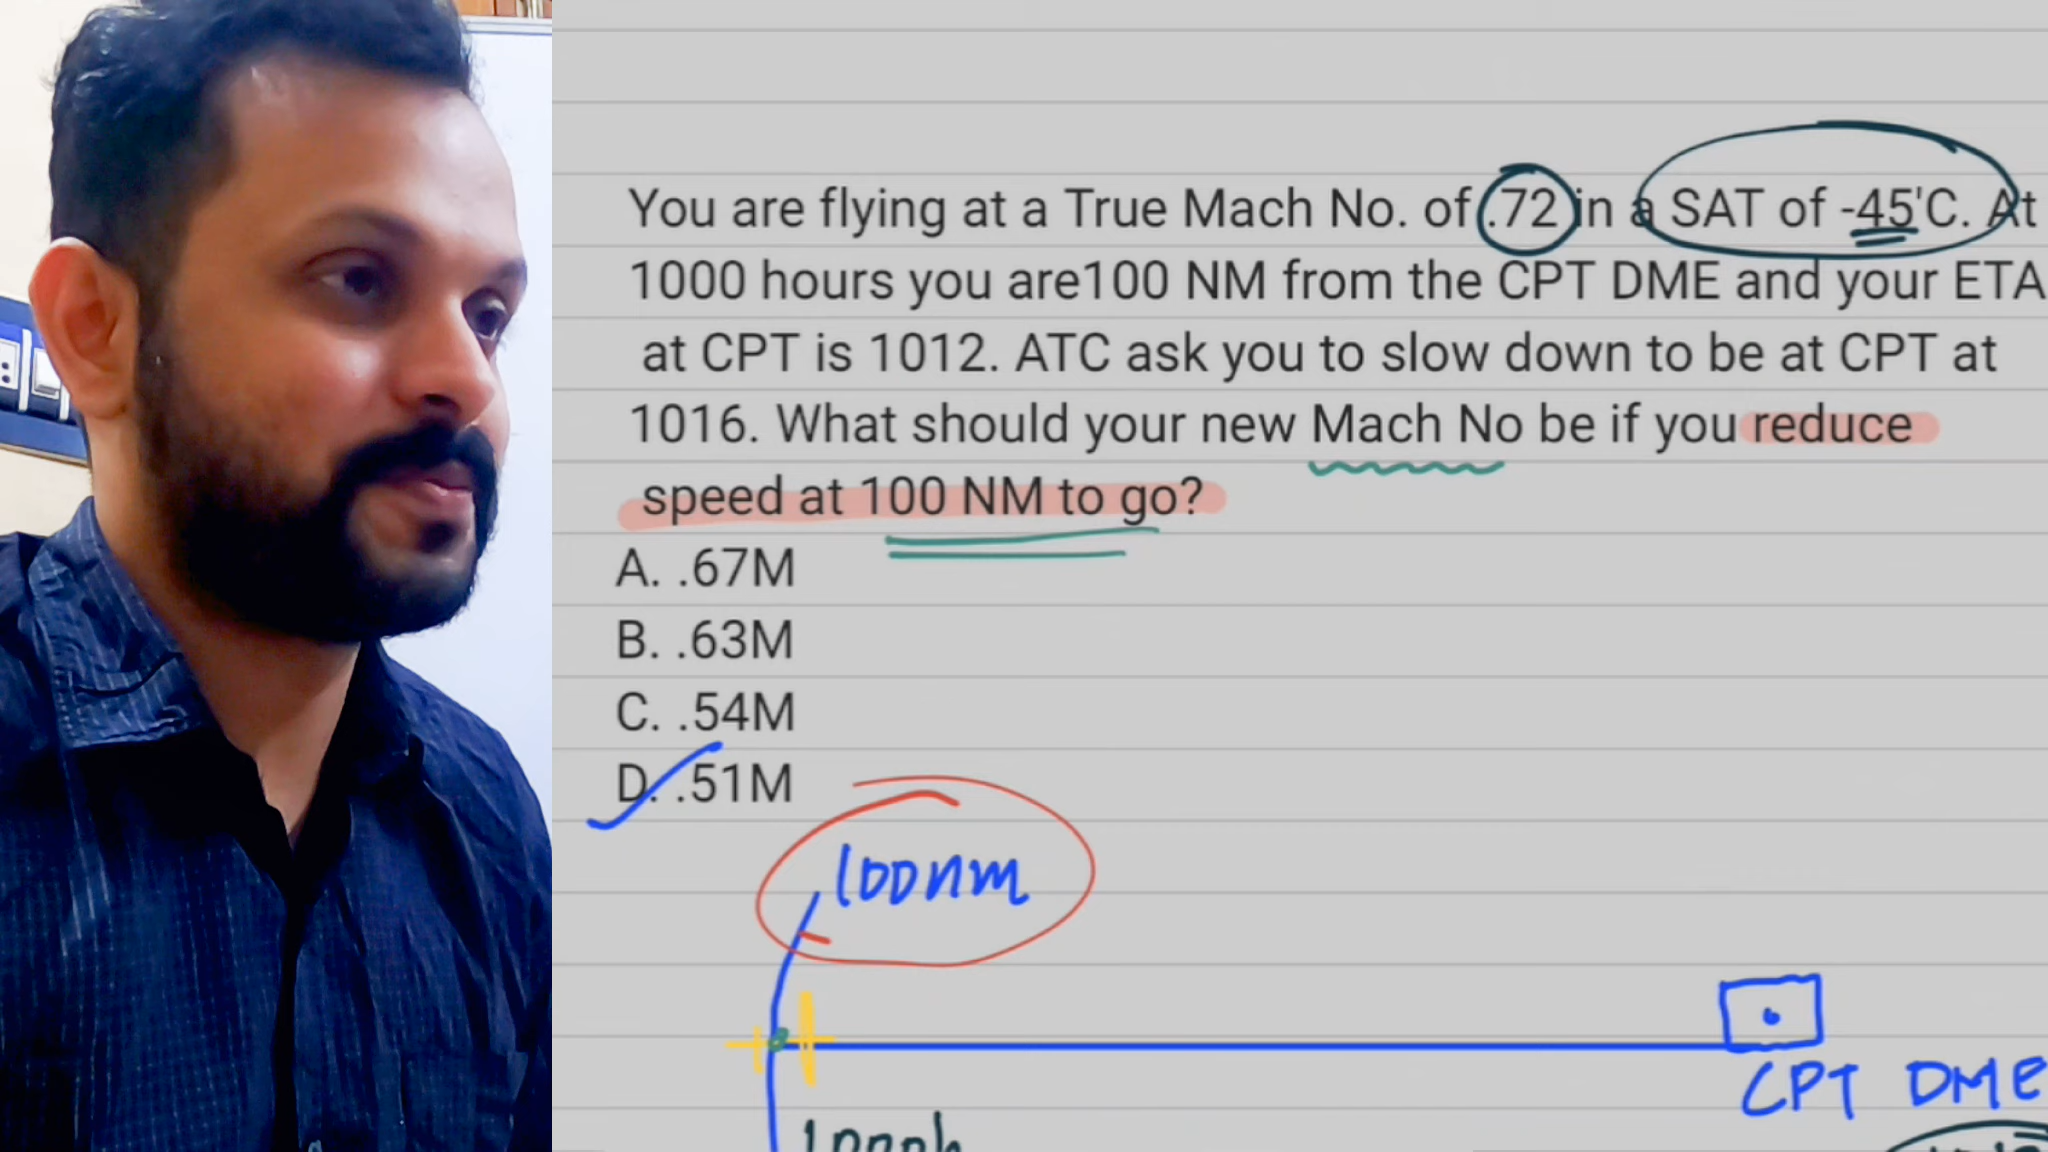 You are flying at a True Mach No. of .72 in a SAT of -45'C. At
1000 hours you are100 NM from the CPT DME and your ETA
at CPT is 1012. ATC ask you to slow down to be at CPT at
1016. What should your new Mach No be if you reduce
speed at 100 NM to go?
A. .67M
B. .63M
C. .54M
D. .51M
100nm
CPT DME